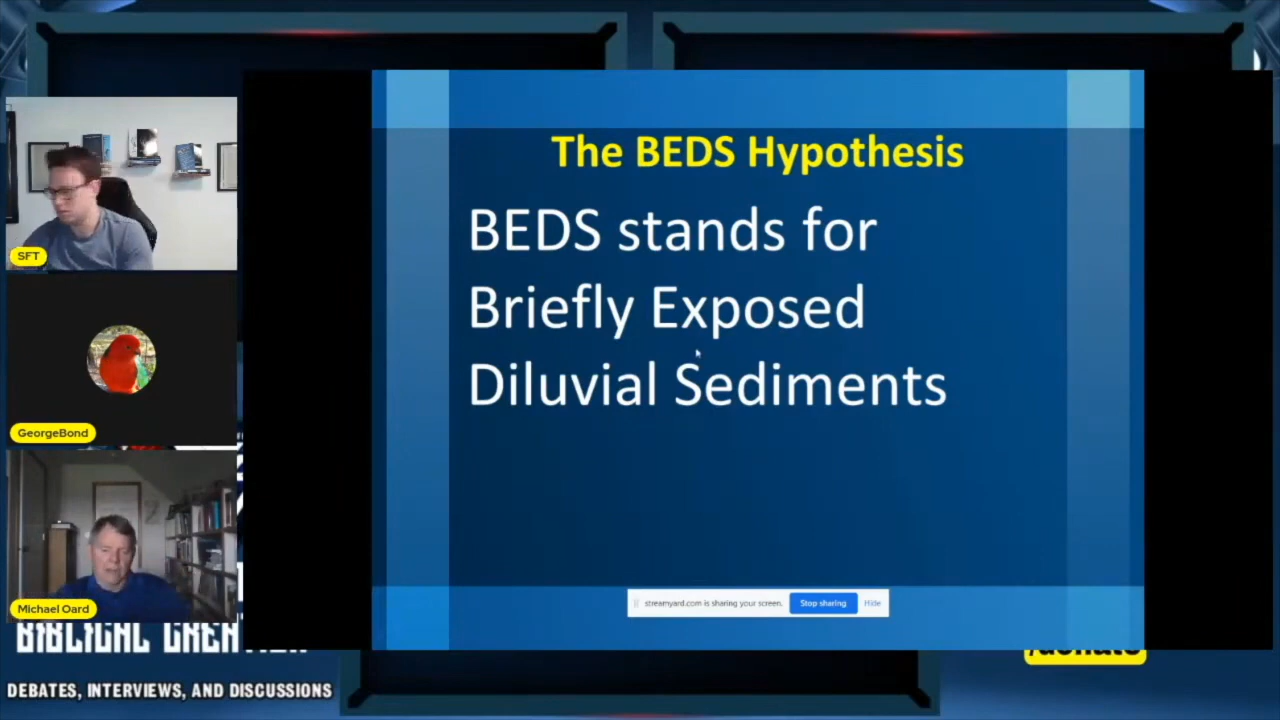 The BEDS Hypothesis
BEDS stands for
Briefly Exposed
Diluvial Sediments
SFT
GeorgeBond
Michael Oard
streamyard.com is sharing your screen. Stop sharing Hide
BIBLICAL
DEBATES, INTERVIEWS, AND DISCUSSIONS